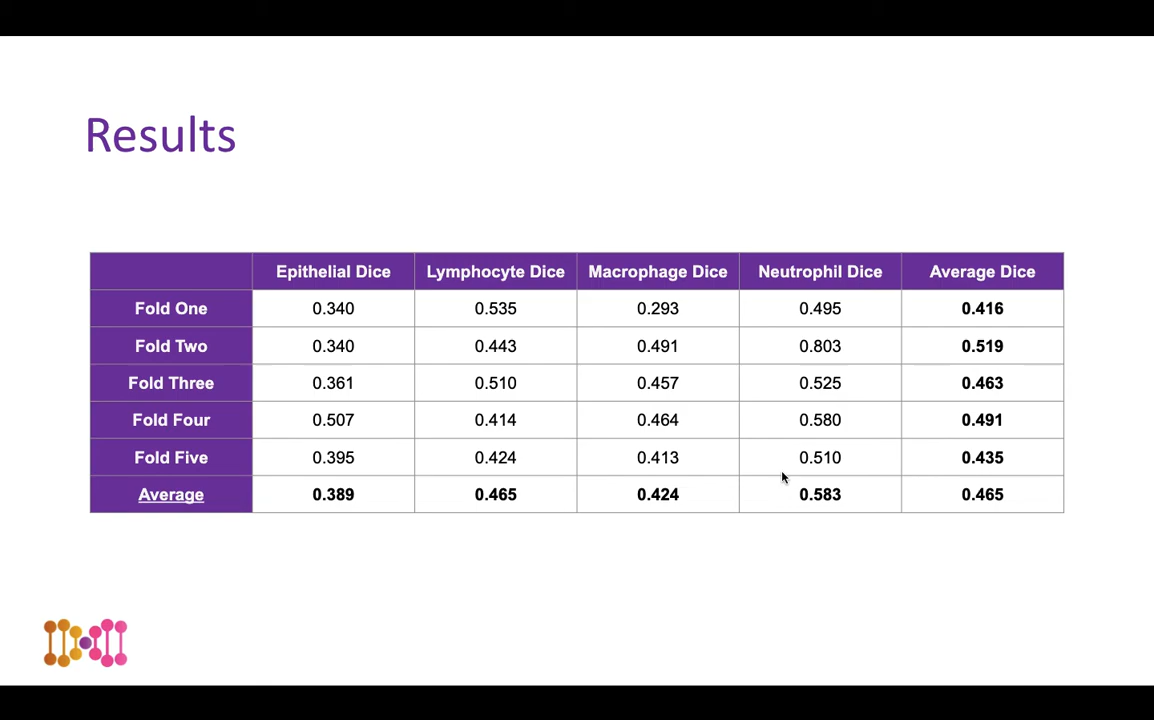 Results
Epithelial Dice Lymphocyte Dice Macrophage Dice Neutrophil Dice Average Dice
Fold One 0.340 0.535 0.293 0.495 0.416
Fold Two 0.340 0.443 0.491 0.803 0.519
Fold Three 0.361 0.510 0.457 0.525 0.463
Fold Four 0.507 0.414 0.464 0.580 0.491
Fold Five 0.395 0.424 0.413 0.510 0.435
Average 0.389 0.465 0.424 0.583 0.465